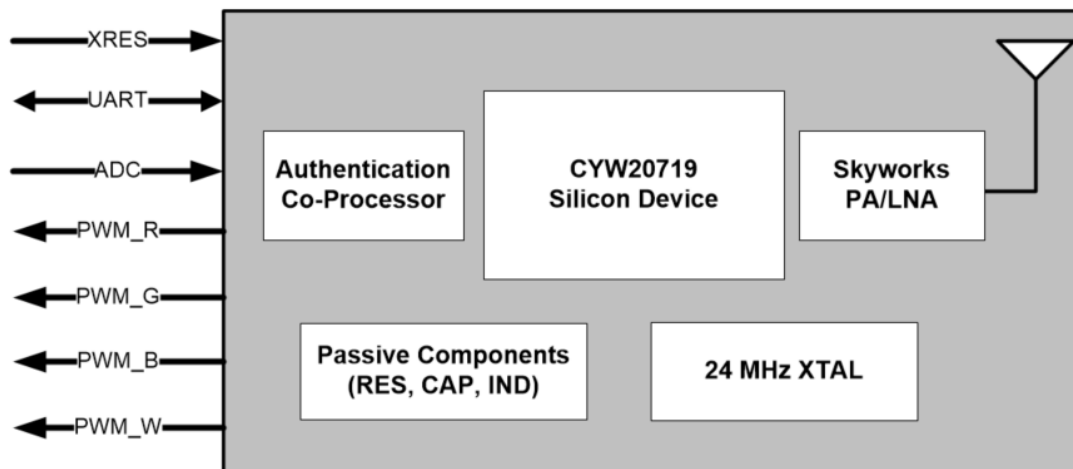 XRES
UART
ADC
PWM_R
PWM_G
PWM_B
PWM_W
Authentication
Co-Processor
CYW20719
Silicon Device
Skyworks
PA/LNA
Passive Components
(RES, CAP, IND)
24 MHz XTAL